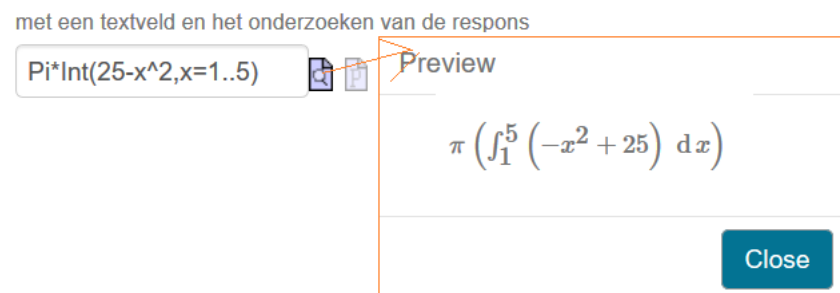 met een textveld en het onderzoeken van de respons
Pi*Int(25-x^2,x=1..5)
Preview
π (∫₁⁵ (−x² + 25) dx)
Close